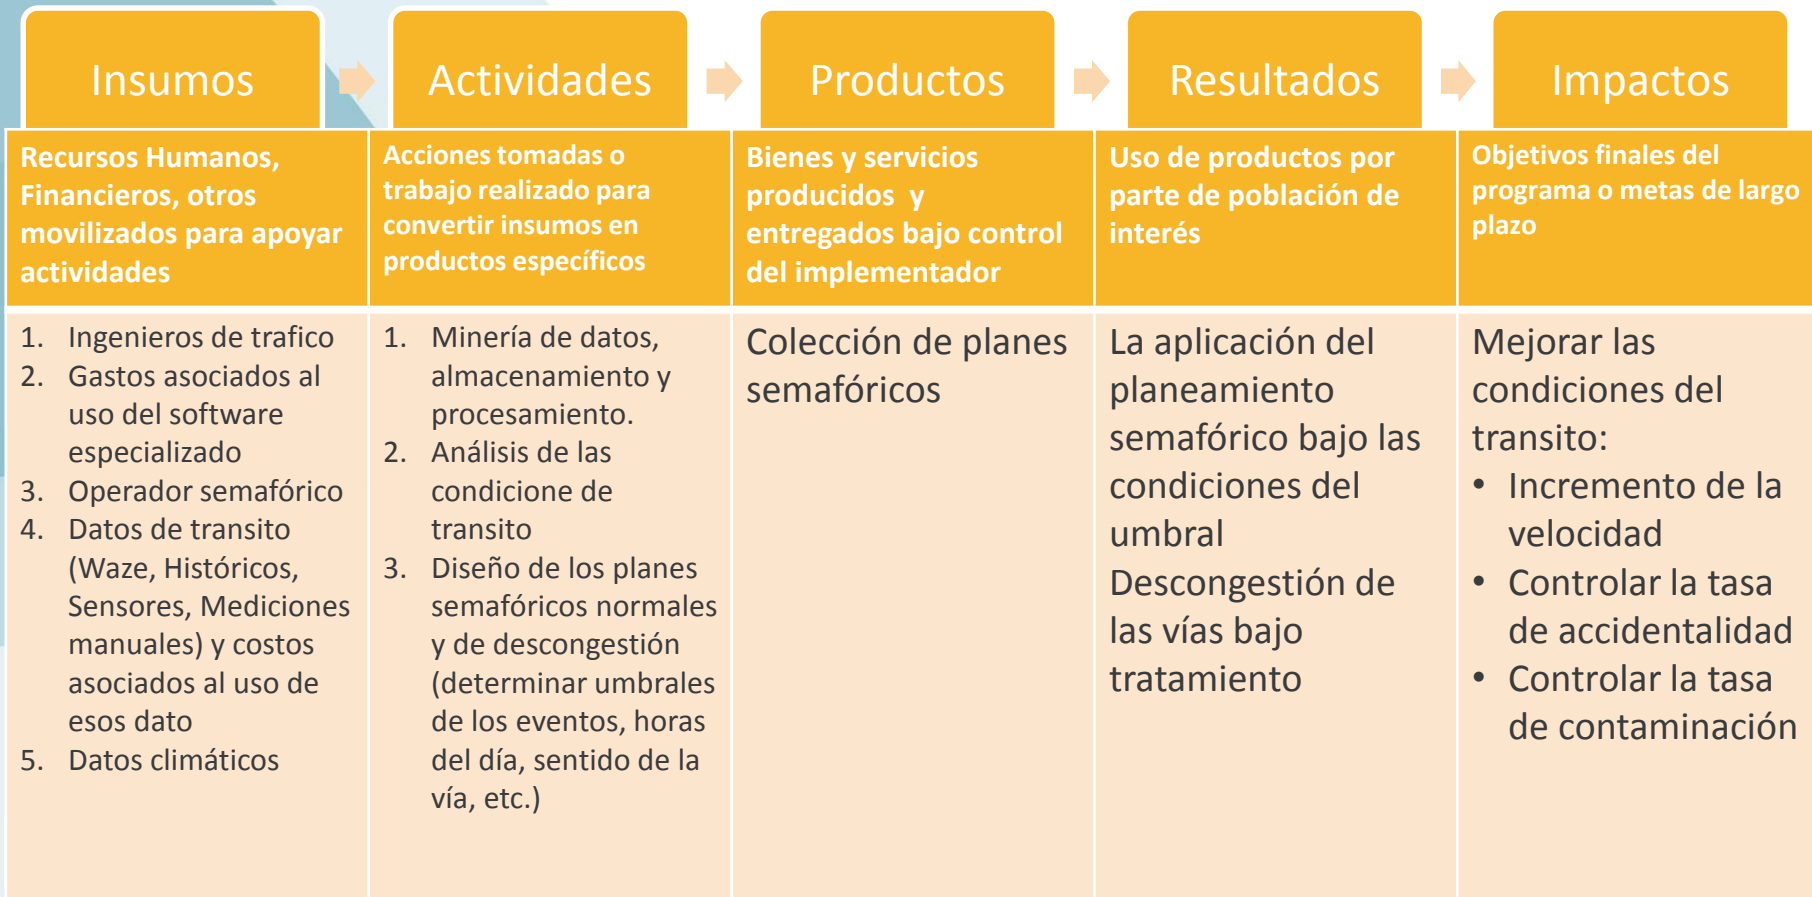 Insumos
Actividades
Productos
Resultados
Impactos
Recursos Humanos,
Financieros, otros
movilizados para apoyar
actividades
Acciones tomadas o
trabajo realizado para
convertir insumos en
productos específicos
Bienes y servicios
producidos y
entregados bajo control
del implementador
Uso de productos por
parte de población de
interés
Objetivos finales del
programa o metas de largo
plazo
1. Ingenieros de trafico
2. Gastos asociados al
uso del software
especializado
3. Operador semafórico
4. Datos de transito
(Waze, Históricos,
Sensores, Mediciones
manuales) y costos
asociados al uso de
esos dato
5. Datos climáticos
1. Minería de datos,
almacenamiento y
procesamiento.
2. Análisis de las
condicione de
transito
3. Diseño de los planes
semafóricos normales
y de descongestión
(determinar umbrales
de los eventos, horas
del día, sentido de la
vía, etc.)
Colección de planes
semafóricos
La aplicación del
planeamiento
semafórico bajo las
condiciones del
umbral
Descongestión de
las vías bajo
tratamiento
Mejorar las
condiciones del
transito:
• Incremento de la
velocidad
• Controlar la tasa
de accidentalidad
• Controlar la tasa
de contaminación